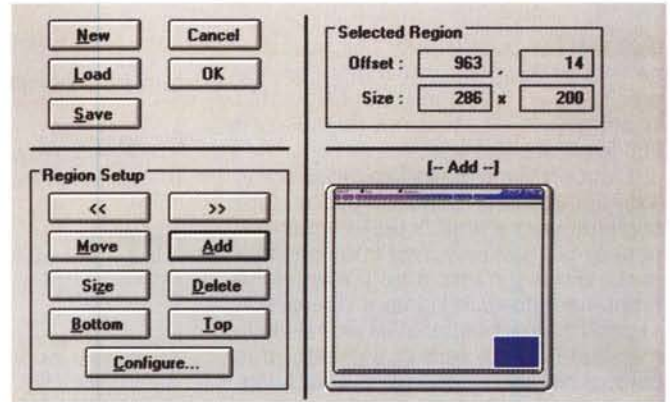 New Cancel
Load OK
Save
Selected Region
Offset : 963 , 14
Size : 286 x 200
Region Setup
<< >>
Move Add
Size Delete
Bottom Top
Configure...
[-- Add --]